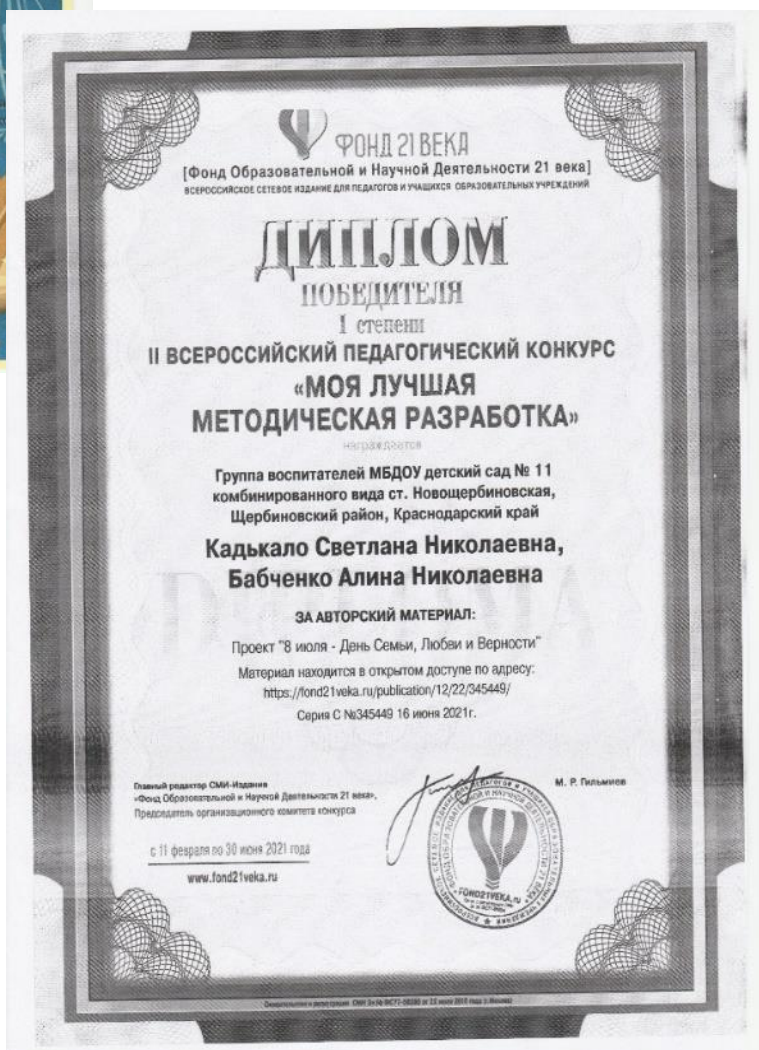 ФОНД 21 ВЕКА
[Фонд Образовательной и Научной Деятельности 21 века]
ВСЕРОССИЙСКОЕ СЕТЕВОЕ ИЗДАНИЕ ДЛЯ ПЕДАГОГОВ И УЧАЩИХСЯ ОБРАЗОВАТЕЛЬНЫХ УЧРЕЖДЕНИЙ
ДИПЛОМ
ПОБЕДИТЕЛЯ
I степени
II ВСЕРОССИЙСКИЙ ПЕДАГОГИЧЕСКИЙ КОНКУРС
«МОЯ ЛУЧШАЯ
МЕТОДИЧЕСКАЯ РАЗРАБОТКА»
награждается
Группа воспитателей МБДОУ детский сад № 11
комбинированного вида ст. Новощербиновская,
Щербиновский район, Краснодарский край
Кадькало Светлана Николаевна,
Бабченко Алина Николаевна
ЗА АВТОРСКИЙ МАТЕРИАЛ:
Проект "8 июля - День Семьи, Любви и Верности"
Материал находится в открытом доступе по адресу:
https://fond21veka.ru/publication/12/22/345449/
Серия С №345449 16 июня 2021г.
Главный редактор СМИ-Издания
«Фонд Образовательной и Научной Деятельности 21 века»,
Председатель организационного комитета конкурса
М. Р. Гильмиев
с 11 февраля по 30 июня 2021 года
www.fond21veka.ru
FOND21VEKA.ru